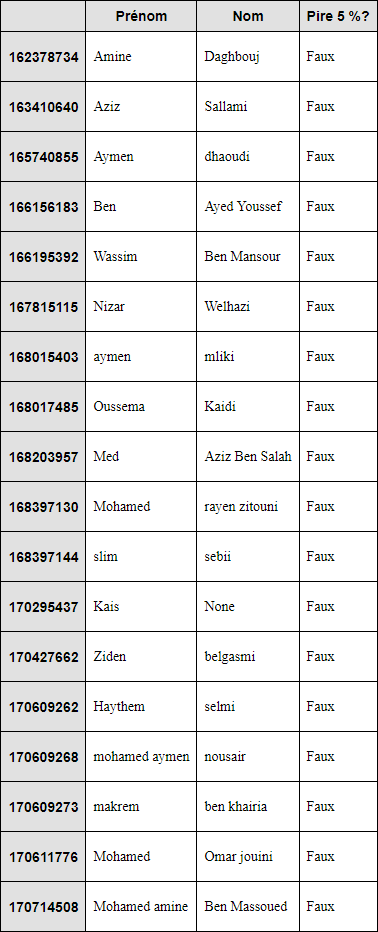 Prénom Nom Pire 5 %?
162378734 Amine Daghbouj Faux
163410640 Aziz Sallami Faux
165740855 Aymen dhaoudi Faux
166156183 Ben Ayed Youssef Faux
166195392 Wassim Ben Mansour Faux
167815115 Nizar Welhazi Faux
168015403 aymen mliki Faux
168017485 Oussema Kaidi Faux
168203957 Med Aziz Ben Salah Faux
168397130 Mohamed rayen zitouni Faux
168397144 slim sebii Faux
170295437 Kais None Faux
170427662 Ziden belgasmi Faux
170609262 Haythem selmi Faux
170609268 mohamed aymen nousair Faux
170609273 makrem ben khairia Faux
170611776 Mohamed Omar jouini Faux
170714508 Mohamed amine Ben Massoued Faux